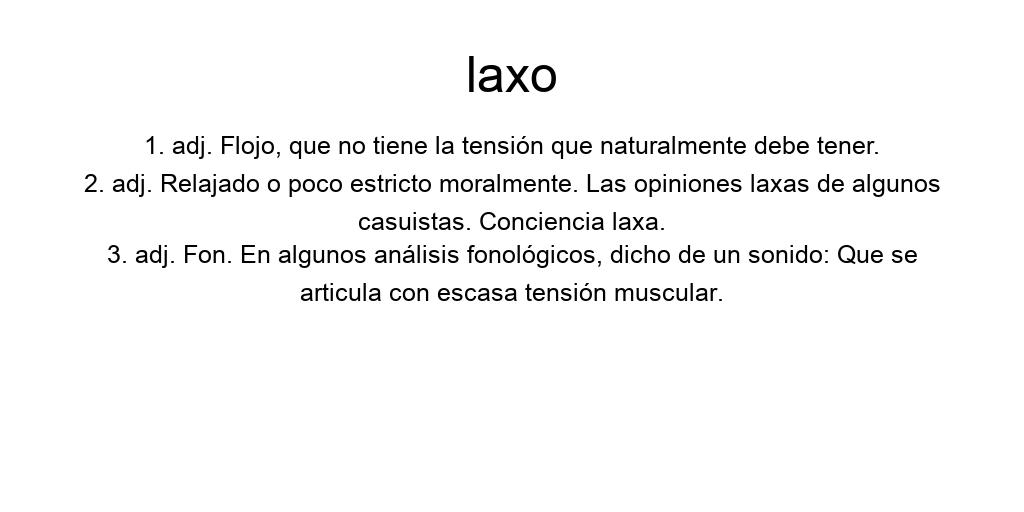 laxo
1. adj. Flojo, que no tiene la tensión que naturalmente debe tener.
2. adj. Relajado o poco estricto moralmente. Las opiniones laxas de algunos
casuistas. Conciencia laxa.
3. adj. Fon. En algunos análisis fonológicos, dicho de un sonido: Que se
articula con escasa tensión muscular.